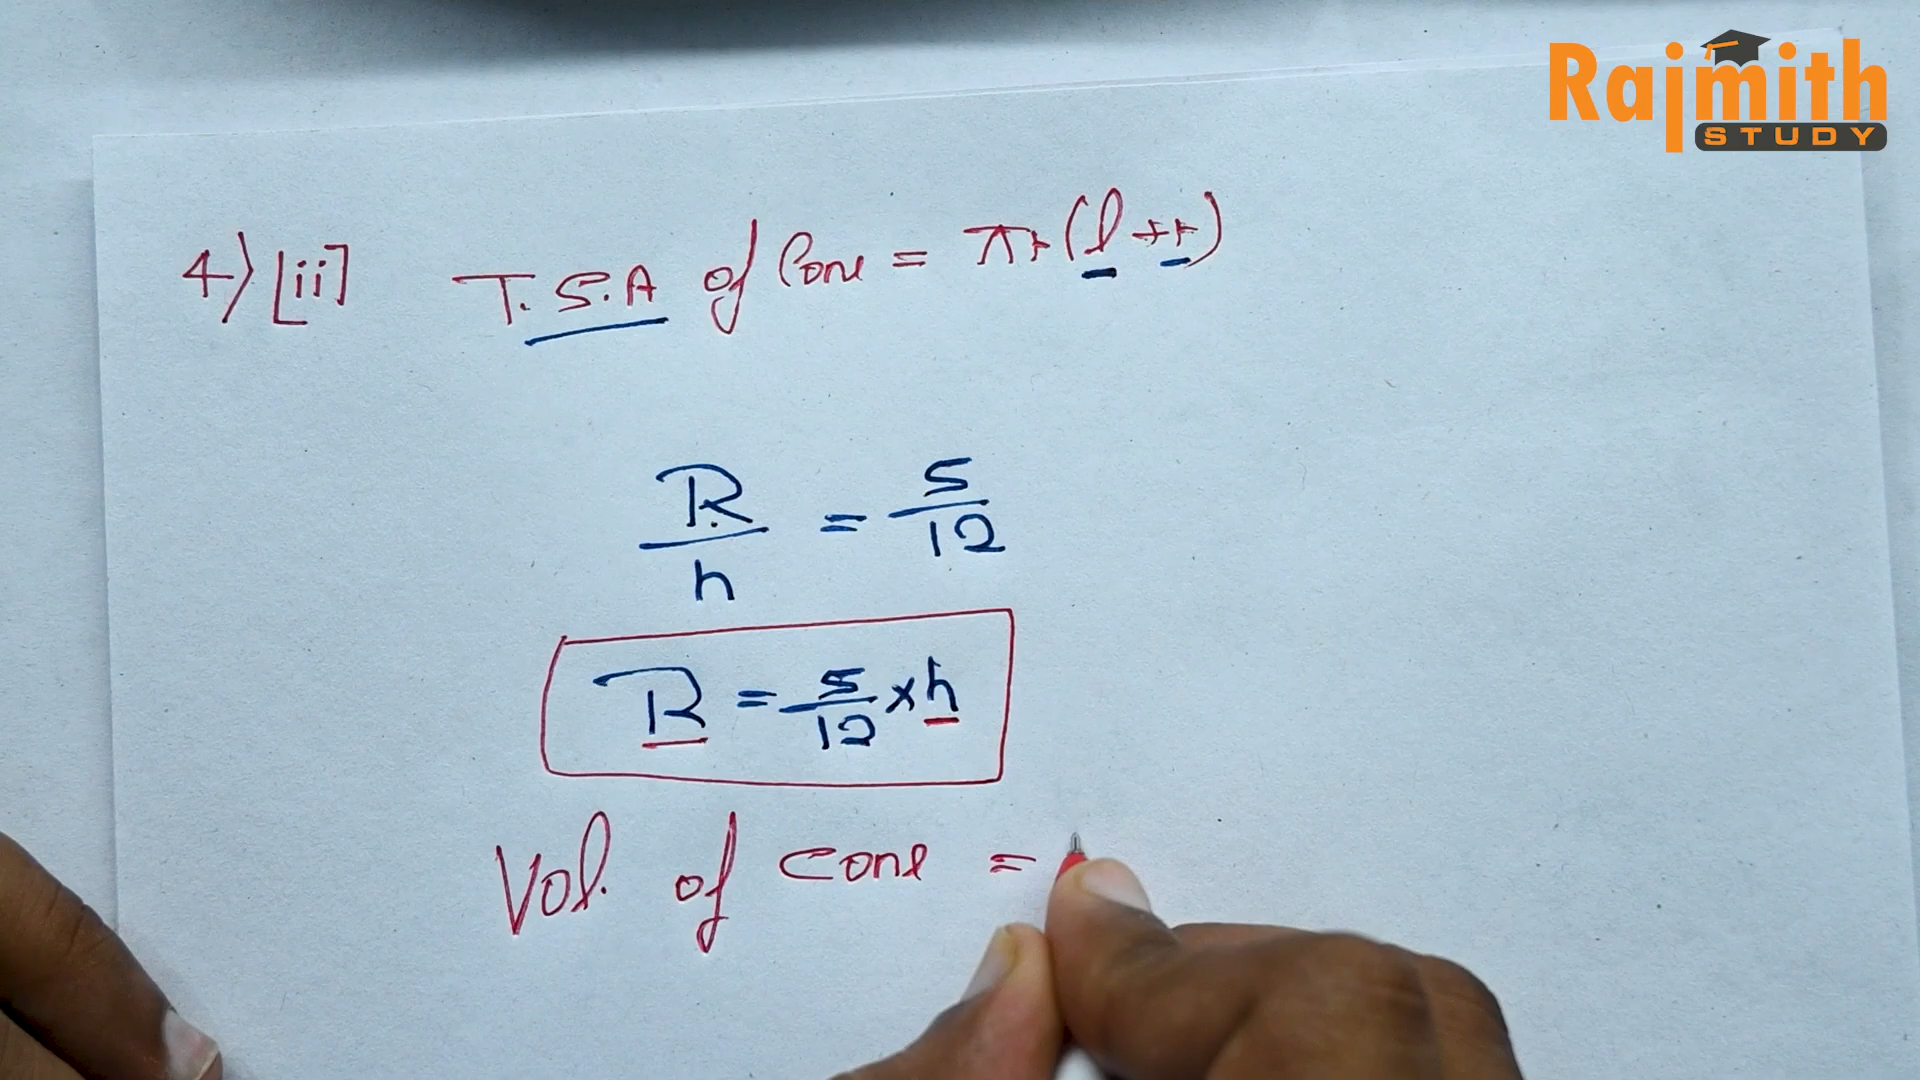 Rajmith
STUDY
4) [ii] T.S.A of Cone = πr(l+r)
R/h = 5/12
R = 5/12 × h
Vol. of cone =